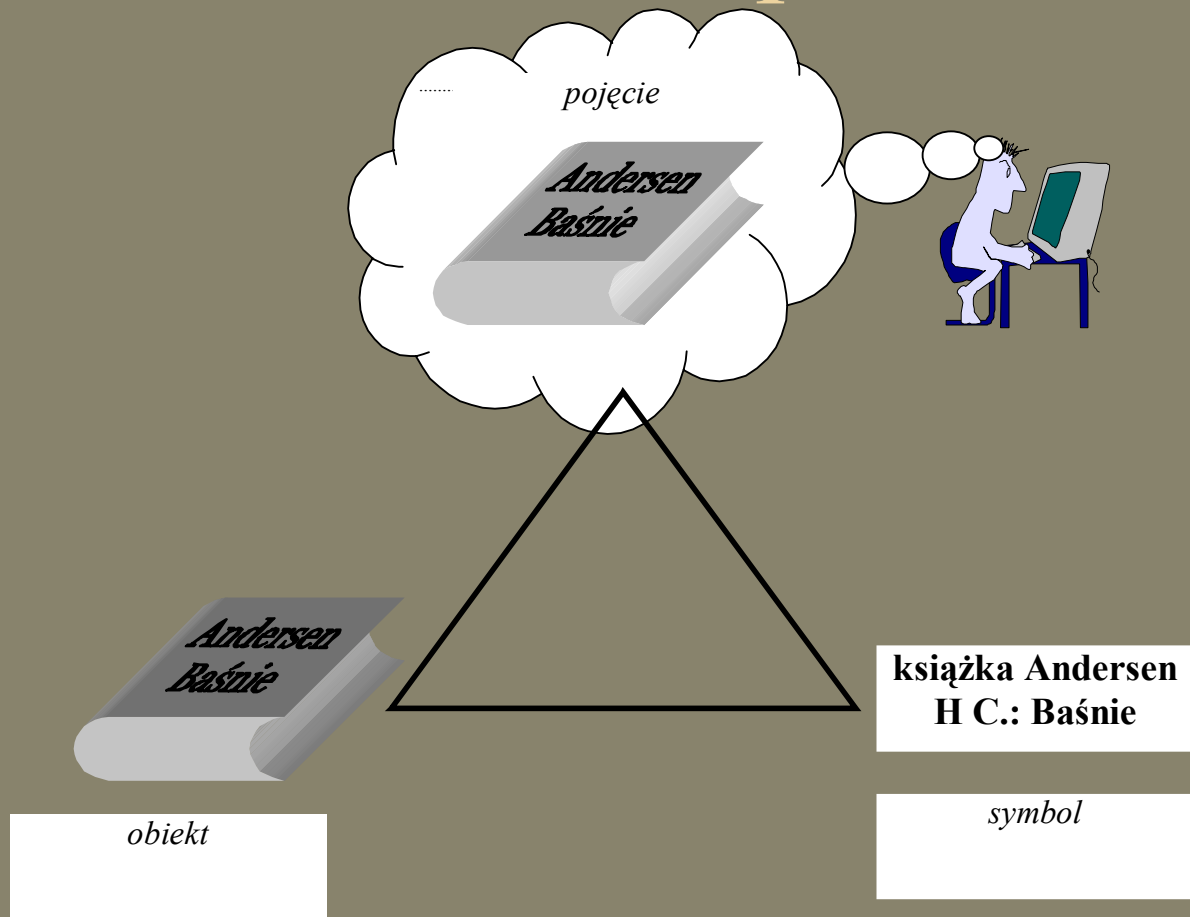 pojęcie
Andersen
Baśnie
Andersen
Baśnie
książka Andersen
H C.: Baśnie
obiekt
symbol